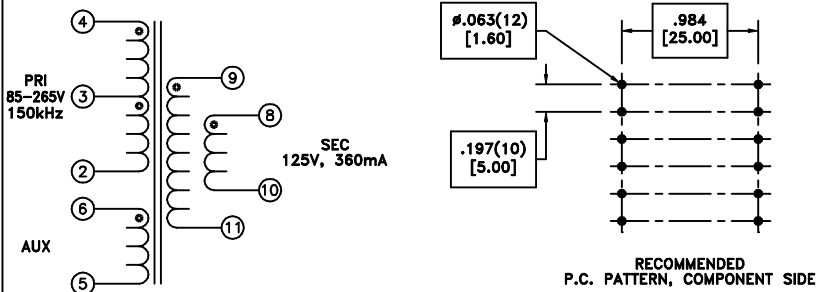 4
PRI
85-265V
150kHz
3
2
6
AUX
5
9
8
SEC
125V, 360mA
10
11
ø.063(12)
[1.60]
.984
[25.00]
.197(10)
[5.00]
RECOMMENDED
P.C. PATTERN, COMPONENT SIDE